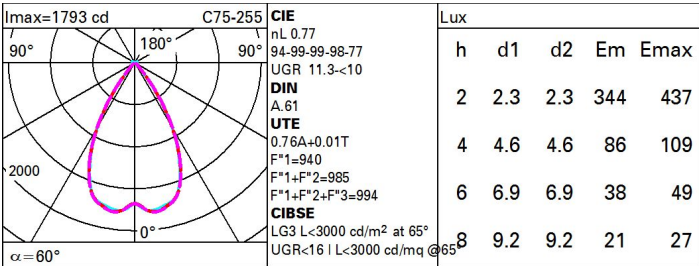 Imax=1793 cd C75-255
90° 180° 90°
2000
0°
α=60°
CIE
nL 0.77
94-99-99-98-77
UGR 11.3-<10
DIN
A.61
UTE
0.76A+0.01T
F"1=940
F"1+F"2=985
F"1+F"2+F"3=994
CIBSE
LG3 L<3000 cd/m² at 65°
UGR<16 | L<3000 cd/mq @65°
Lux
h d1 d2 Em Emax
2 2.3 2.3 344 437
4 4.6 4.6 86 109
6 6.9 6.9 38 49
8 9.2 9.2 21 27